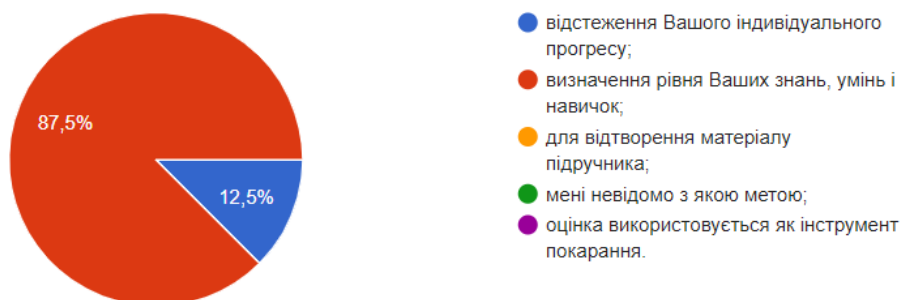 87,5%
12,5%
відстеження Вашого індивідуального
прогресу;
визначення рівня Ваших знань, умінь і
навичок;
для відтворення матеріалу
підручника;
мені невідомо з якою метою;
оцінка використовується як інструмент
покарання.